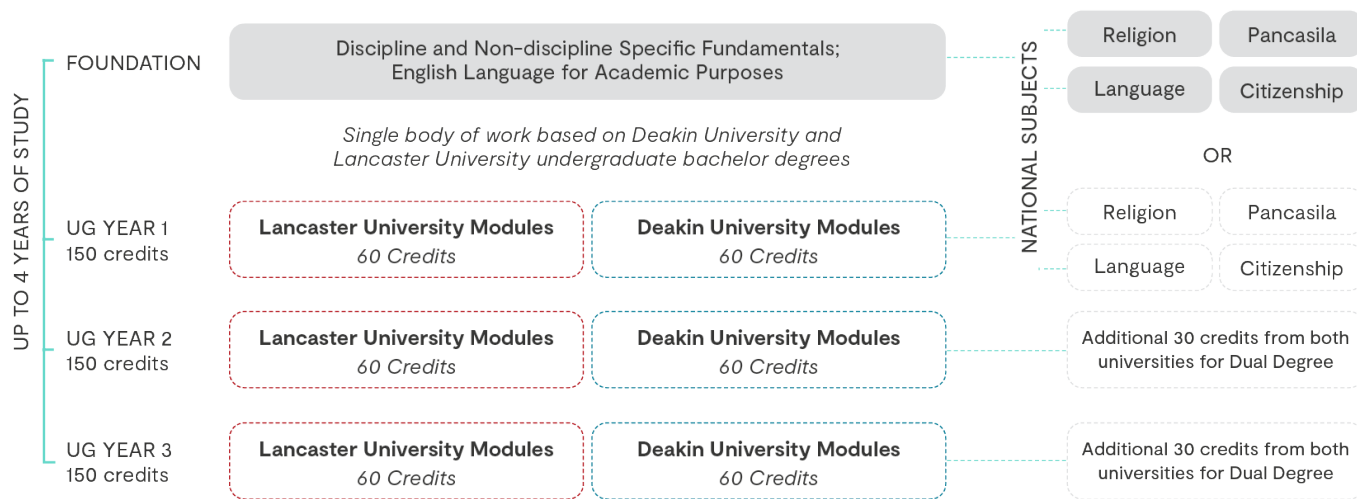 UP TO 4 YEARS OF STUDY
FOUNDATION
Discipline and Non-discipline Specific Fundamentals;
English Language for Academic Purposes
NATIONAL SUBJECTS
Religion
Pancasila
Language
Citizenship
Single body of work based on Deakin University and
Lancaster University undergraduate bachelor degrees
OR
UG YEAR 1
150 credits
Lancaster University Modules
60 Credits
Deakin University Modules
60 Credits
Religion
Pancasila
Language
Citizenship
UG YEAR 2
150 credits
Lancaster University Modules
60 Credits
Deakin University Modules
60 Credits
Additional 30 credits from both
universities for Dual Degree
UG YEAR 3
150 credits
Lancaster University Modules
60 Credits
Deakin University Modules
60 Credits
Additional 30 credits from both
universities for Dual Degree